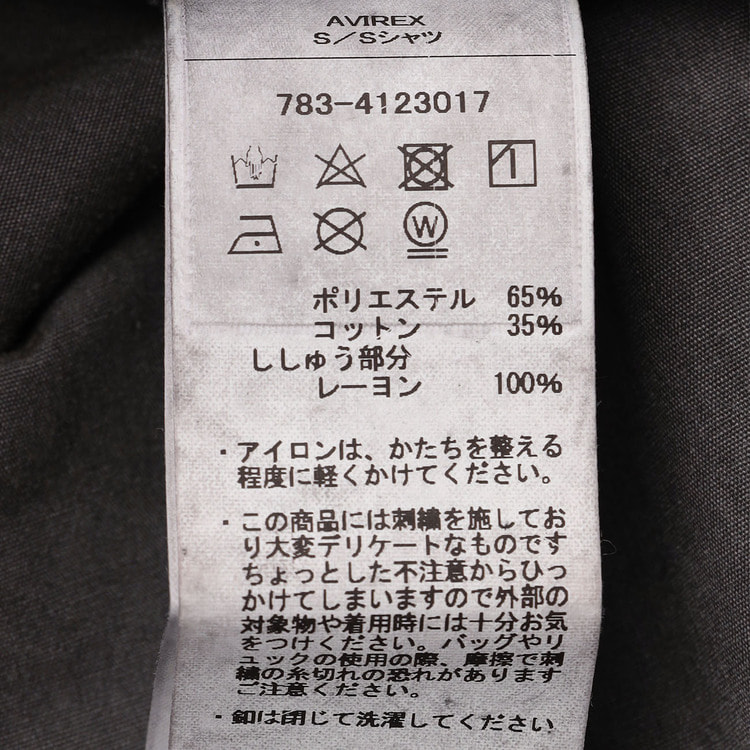 AVIREX
S／Sシャツ
783-4123017
W
ポリエステル 65%
コットン 35%
ししゅう部分
レーヨン 100%
・アイロンは、かたちを整える
程度に軽くかけてください。
・この商品には刺繍を施してお
り大変デリケートなものです
ちょっとした不注意からひっ
かけてしまいますので外部の
対象物や着用時には十分お気
をつけください。バッグやリ
ュックの使用の際、摩擦で刺
繍の糸切れの恐れがあります
ご注意ください。
・釦は閉じて洗濯してください